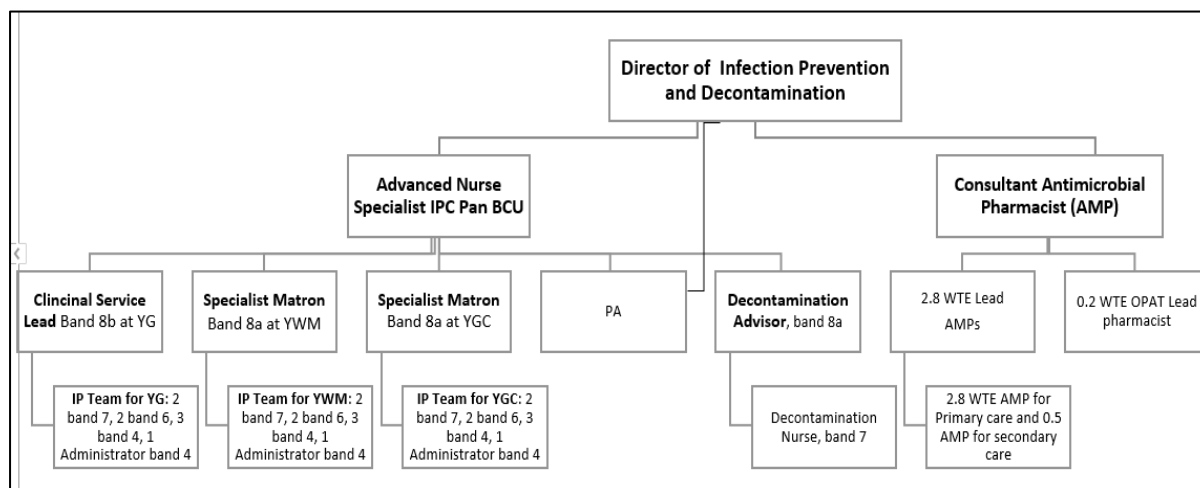 Director of Infection Prevention
and Decontamination
Advanced Nurse
Specialist IPC Pan BCU
Consultant Antimicrobial
Pharmacist (AMP)
Clincinal Service
Lead Band 8b at YG
Specialist Matron
Band 8a at YWM
Specialist Matron
Band 8a at YGC
PA
Decontamination
Advisor, band 8a
2.8 WTE Lead
AMPs
0.2 WTE OPAT Lead
pharmacist
IP Team for YG: 2
band 7, 2 band 6, 3
band 4, 1
Administrator band 4
IP Team for YWM: 2
band 7, 2 band 6, 3
band 4, 1
Administrator band 4
IP Team for YGC: 2
band 7, 2 band 6, 3
band 4, 1
Administrator band 4
Decontamination
Nurse, band 7
2.8 WTE AMP for
Primary care and 0.5
AMP for secondary
care